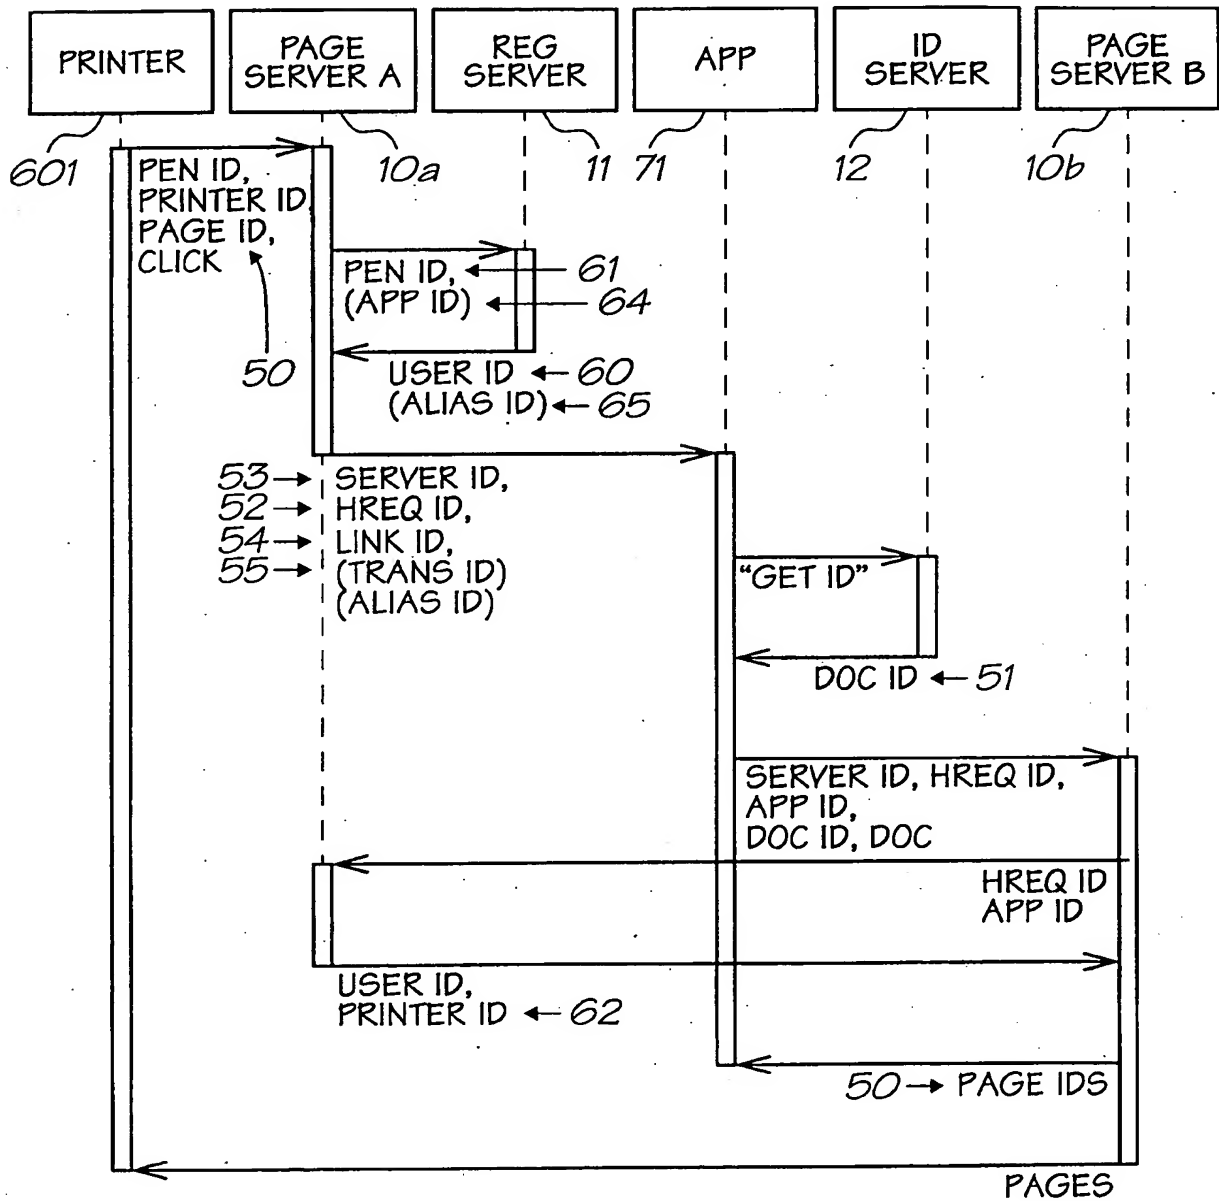 PRINTER
PAGE
SERVER A
REG
SERVER
APP
ID
SERVER
PAGE
SERVER B
601
10a
11
71
12
10b
PEN ID,
PRINTER ID,
PAGE ID,
CLICK
50
PEN ID, 61
(APP ID) 64
USER ID 60
(ALIAS ID) 65
53 SERVER ID,
52 HREQ ID,
54 LINK ID,
55 (TRANS ID)
(ALIAS ID)
"GET ID"
DOC ID 51
SERVER ID, HREQ ID,
APP ID,
DOC ID, DOC
HREQ ID
APP ID
USER ID,
PRINTER ID 62
50 PAGE IDS
PAGES